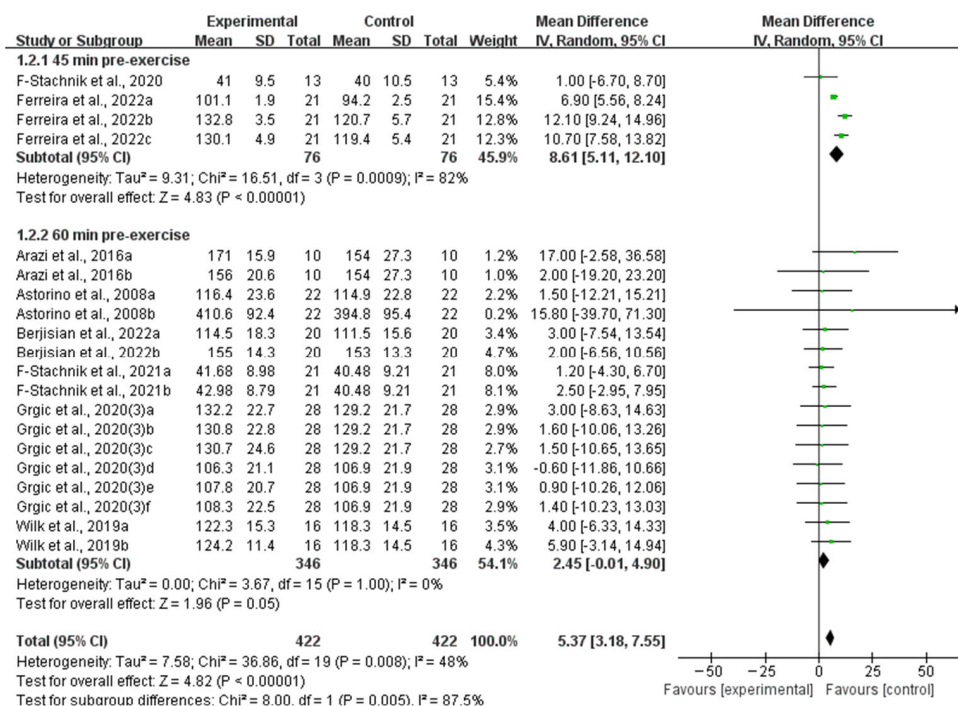 Experimental Control Mean Difference Mean Difference
Study or Subgroup Mean SD Total Mean SD Total Weight IV, Random, 95% CI IV, Random, 95% CI
1.2.1 45 min pre-exercise
F-Stachnik et al., 2020 41 9.5 13 40 10.5 13 5.4% 1.00 [-6.70, 8.70]
Ferreira et al., 2022a 101.1 1.9 21 94.2 2.5 21 15.4% 6.90 [5.56, 8.24]
Ferreira et al., 2022b 132.8 3.5 21 120.7 5.7 21 12.8% 12.10 [9.24, 14.96]
Ferreira et al., 2022c 130.1 4.9 21 119.4 5.4 21 12.3% 10.70 [7.58, 13.82]
Subtotal (95% CI) 76 76 45.9% 8.61 [5.11, 12.10]
Heterogeneity: Tau² = 9.31; Chi² = 16.51, df = 3 (P = 0.0009); I² = 82%
Test for overall effect: Z = 4.83 (P < 0.00001)
1.2.2 60 min pre-exercise
Arazi et al., 2016a 171 15.9 10 154 27.3 10 1.2% 17.00 [-2.58, 36.58]
Arazi et al., 2016b 156 20.6 10 154 27.3 10 1.0% 2.00 [-19.20, 23.20]
Astorino et al., 2008a 116.4 23.6 22 114.9 22.8 22 2.2% 1.50 [-12.21, 15.21]
Astorino et al., 2008b 410.6 92.4 22 394.8 95.4 22 0.2% 15.80 [-39.70, 71.30]
Berjisian et al., 2022a 114.5 18.3 20 111.5 15.6 20 3.4% 3.00 [-7.54, 13.54]
Berjisian et al., 2022b 155 14.3 20 153 13.3 20 4.7% 2.00 [-6.56, 10.56]
F-Stachnik et al., 2021a 41.68 8.98 21 40.48 9.21 21 8.0% 1.20 [-4.30, 6.70]
F-Stachnik et al., 2021b 42.98 8.79 21 40.48 9.21 21 8.1% 2.50 [-2.95, 7.95]
Grgic et al., 2020(3)a 132.2 22.7 28 129.2 21.7 28 2.9% 3.00 [-8.63, 14.63]
Grgic et al., 2020(3)b 130.8 22.8 28 129.2 21.7 28 2.9% 1.60 [-10.06, 13.26]
Grgic et al., 2020(3)c 130.7 24.6 28 129.2 21.7 28 2.7% 1.50 [-10.65, 13.65]
Grgic et al., 2020(3)d 106.3 21.1 28 106.9 21.9 28 3.1% -0.60 [-11.86, 10.66]
Grgic et al., 2020(3)e 107.8 20.7 28 106.9 21.9 28 3.1% 0.90 [-10.26, 12.06]
Grgic et al., 2020(3)f 108.3 22.5 28 106.9 21.9 28 2.9% 1.40 [-10.23, 13.03]
Wilk et al., 2019a 122.3 15.3 16 118.3 14.5 16 3.5% 4.00 [-6.33, 14.33]
Wilk et al., 2019b 124.2 11.4 16 118.3 14.5 16 4.3% 5.90 [-3.14, 14.94]
Subtotal (95% CI) 346 346 54.1% 2.45 [-0.01, 4.90]
Heterogeneity: Tau² = 0.00; Chi² = 3.67, df = 15 (P = 1.00); I² = 0%
Test for overall effect: Z = 1.96 (P = 0.05)
Total (95% CI) 422 422 100.0% 5.37 [3.18, 7.55]
Heterogeneity: Tau² = 7.58; Chi² = 36.86, df = 19 (P = 0.008); I² = 48%
Test for overall effect: Z = 4.82 (P < 0.00001)
Test for subgroup differences: Chi² = 8.00, df = 1 (P = 0.005), I² = 87.5%
-50 -25 0 25 50
Favours [experimental] Favours [control]